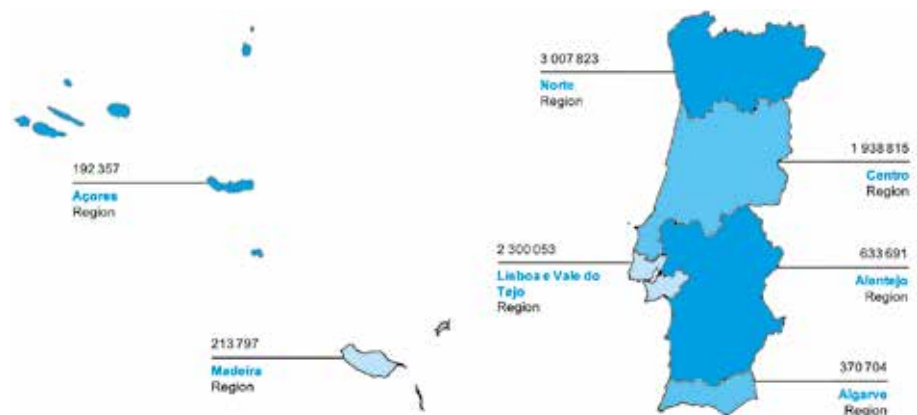 3 007 823
Norte
Region
1 938 815
Centro
Region
192 357
Açores
Region
2 300 053
Lisboa e Vale do
Tejo
Region
633 691
Alentejo
Region
213 797
Madeira
Region
370 704
Algarve
Region